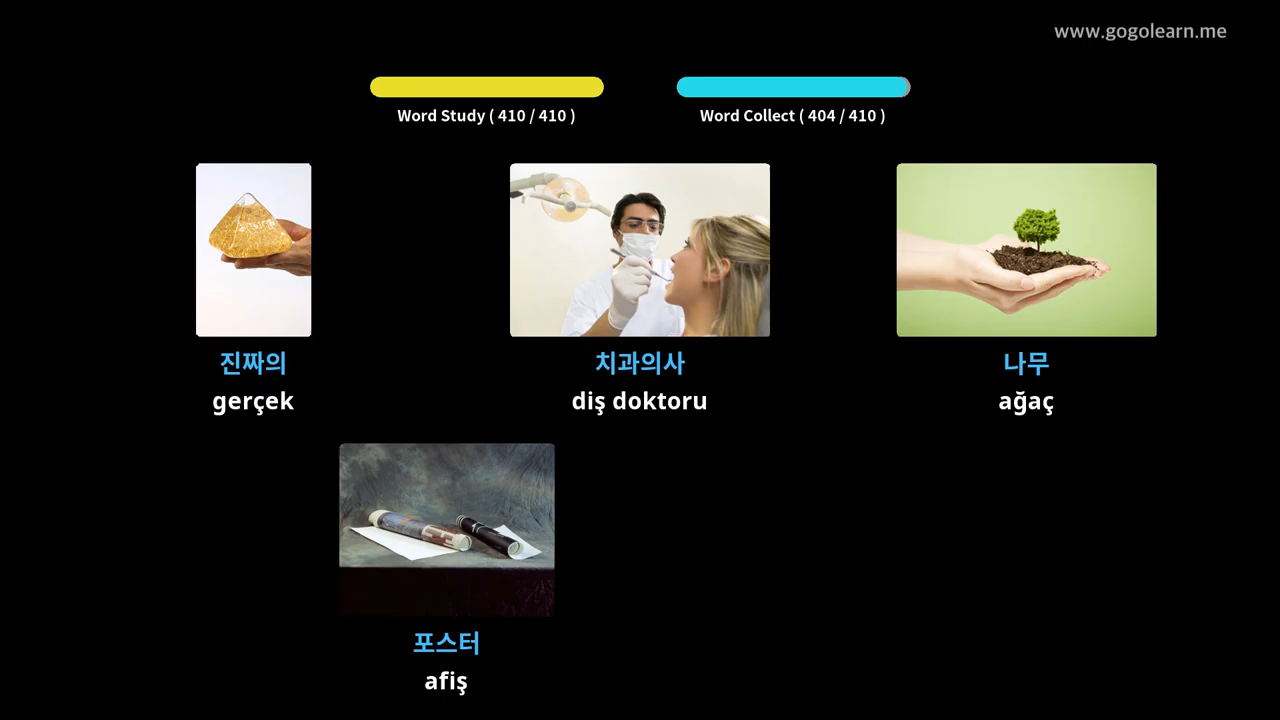 www.gogolearn.me
Word Study ( 410 / 410 )
Word Collect ( 404 / 410 )
진짜의
gerçek
치과의사
diş doktoru
나무
ağaç
포스터
afiş